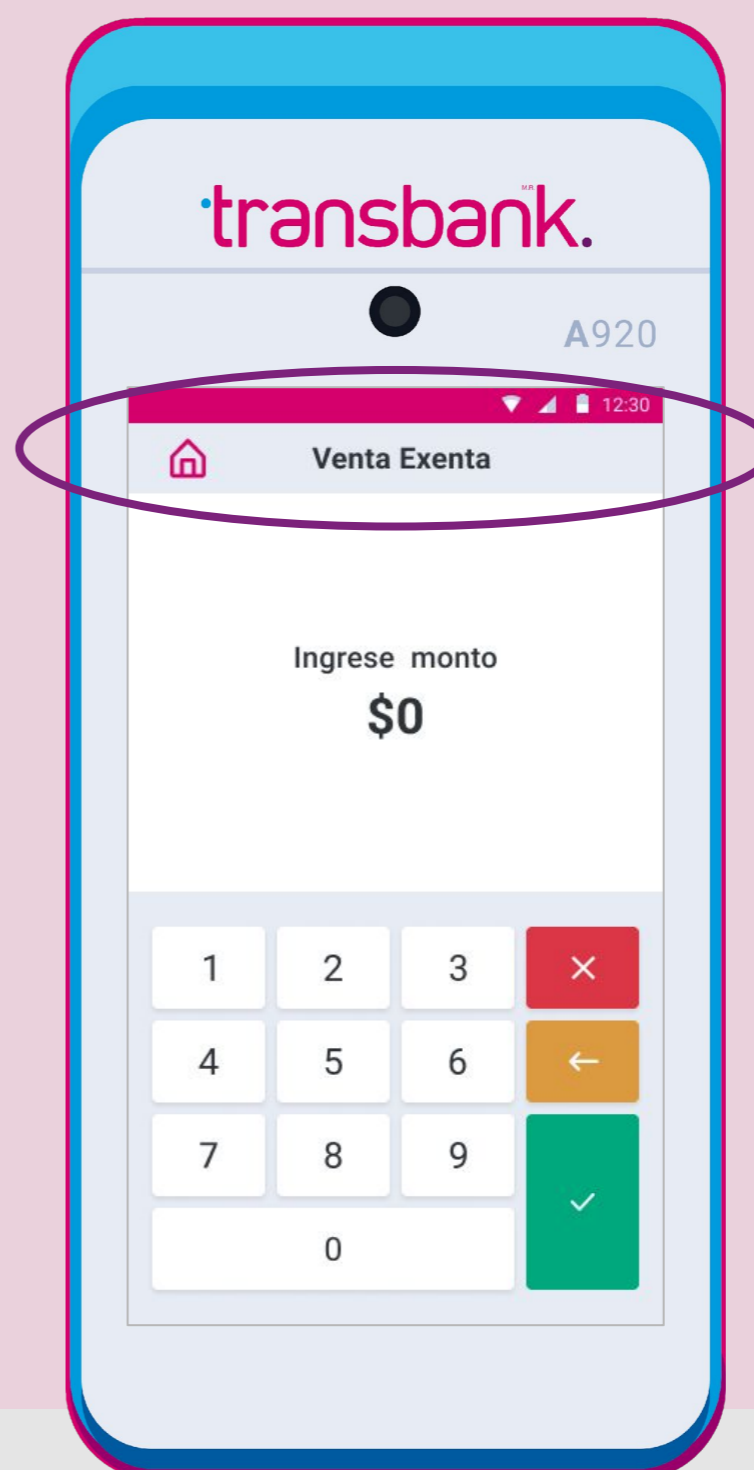 transbank.
M.R.
A920
12:30
Venta Exenta
Ingrese monto
$0
1 2 3
4 5 6
7 8 9
0